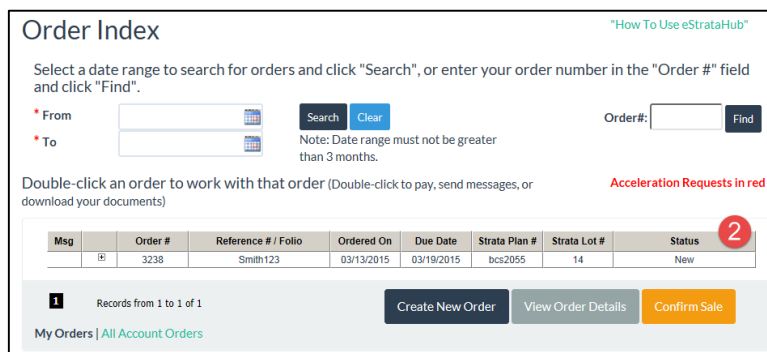 Order Index
"How To Use eStrataHub"
Select a date range to search for orders and click "Search", or enter your order number in the "Order #" field
and click "Find".
* From
Search
Clear
Order#:
Find
* To
Note: Date range must not be greater
than 3 months.
Double-click an order to work with that order (Double-click to pay, send messages, or
download your documents)
Acceleration Requests in red
2
Msg Order # Reference # / Folio Ordered On Due Date Strata Plan # Strata Lot # Status
3238 Smith123 03/13/2015 03/19/2015 bcs2055 14 New
1 Records from 1 to 1 of 1
Create New Order
View Order Details
Confirm Sale
My Orders | All Account Orders